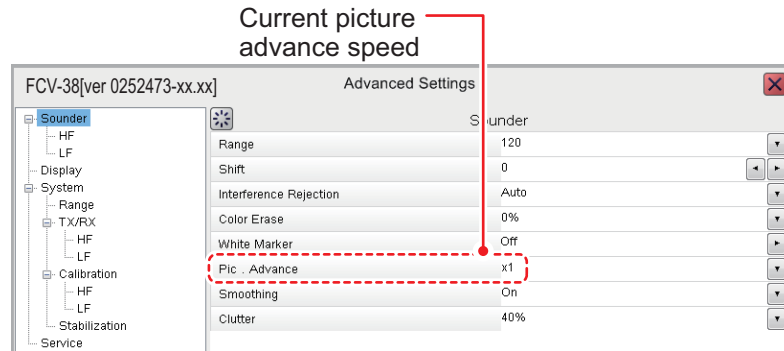 Current picture
advance speed
FCV-38[ver 0252473-xx.xx]
Advanced Settings
Sounder
HF
LF
Display
System
Range
TX/RX
HF
LF
Calibration
HF
LF
Stabilization
Service
Sounder
Range 120
Shift 0
Interference Rejection Auto
Color Erase 0%
White Marker Off
Pic . Advance x1
Smoothing On
Clutter 40%